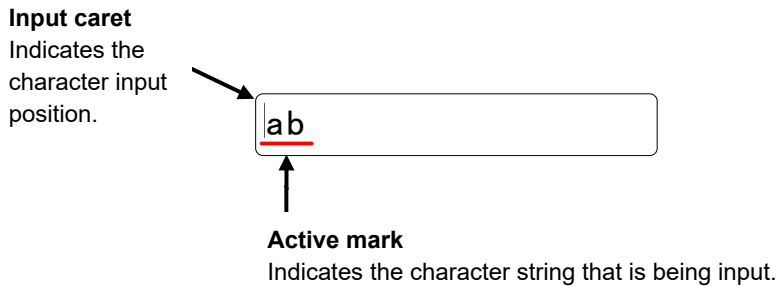 Input caret
Indicates the
character input
position.
ab
Active mark
Indicates the character string that is being input.